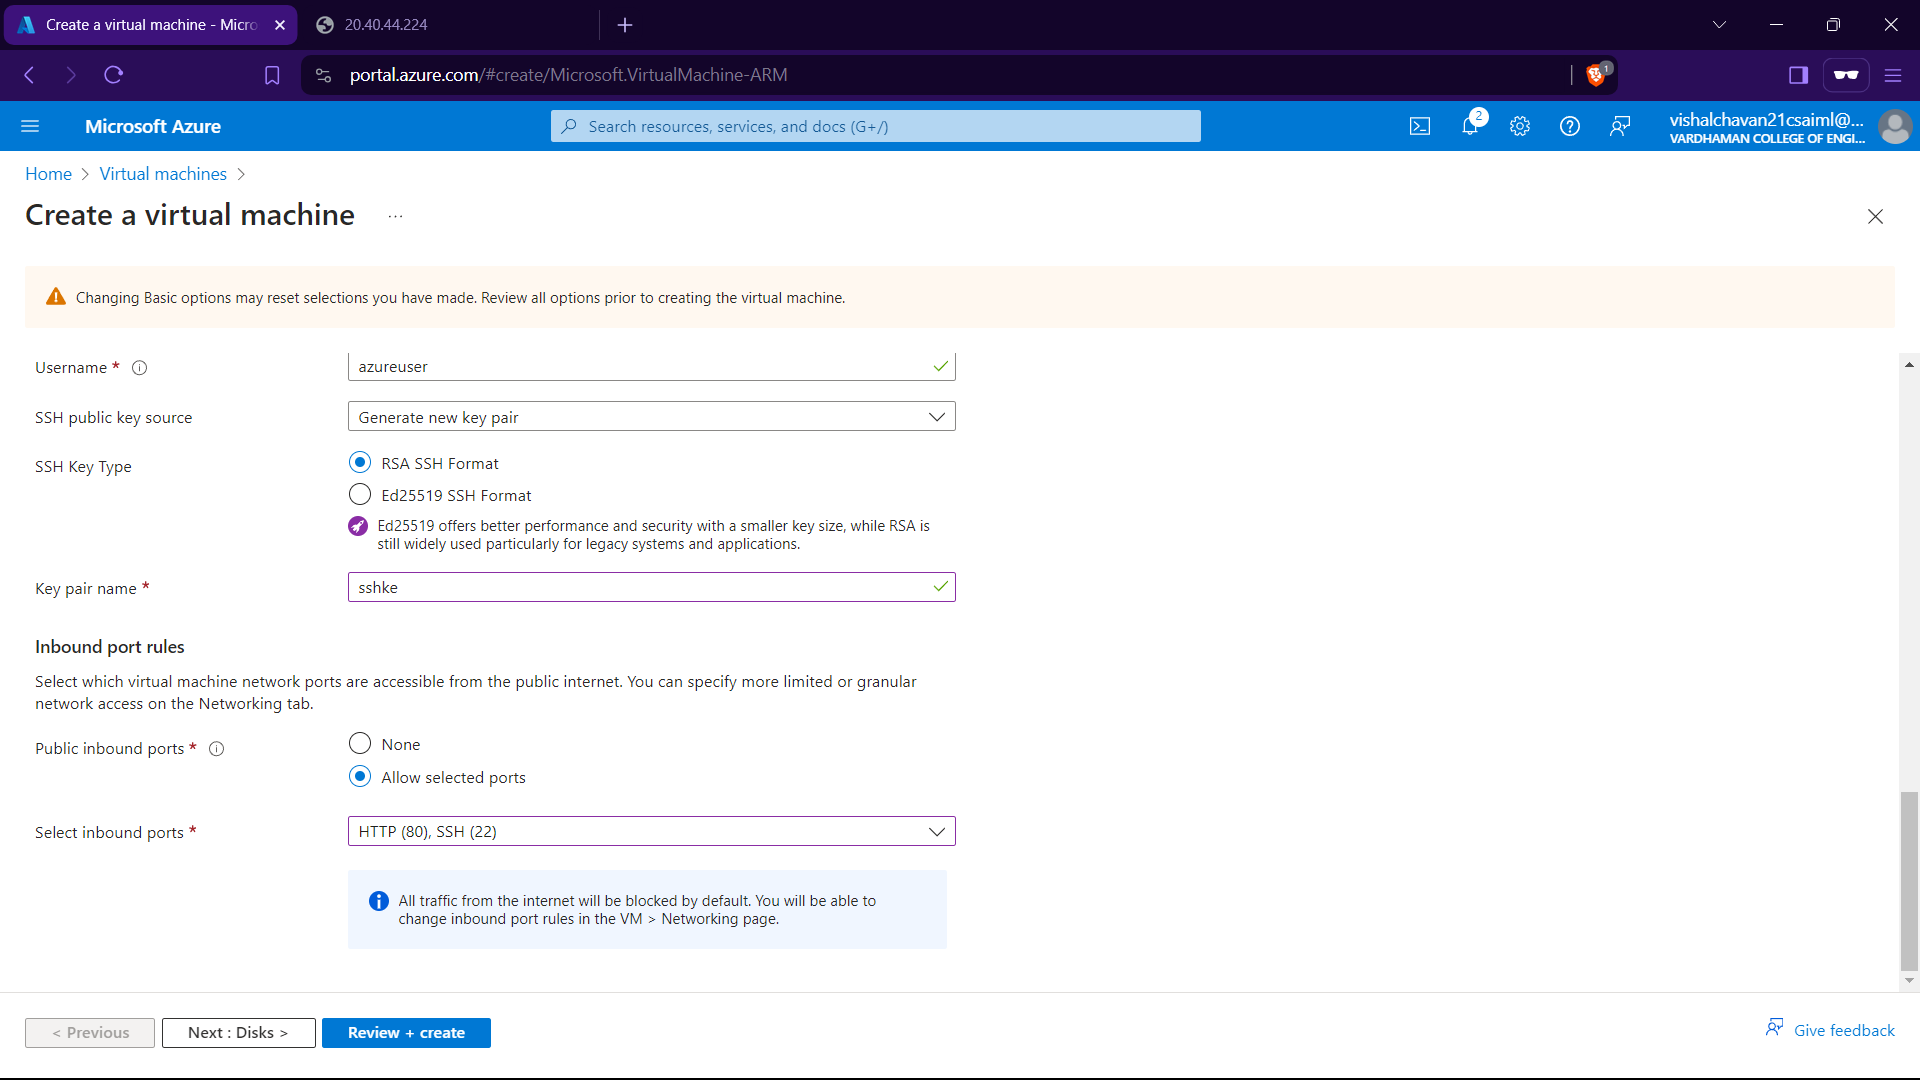 Create a virtual machine - Micro
20.40.44.224
portal.azure.com/#create/Microsoft.VirtualMachine-ARM
1
Microsoft Azure
Search resources, services, and docs (G+/)
2
vishalchavan21csaiml@...
VARDHAMAN COLLEGE OF ENGI...
Home > Virtual machines >
Create a virtual machine ...
Changing Basic options may reset selections you have made. Review all options prior to creating the virtual machine.
Username *
azureuser
SSH public key source
Generate new key pair
SSH Key Type
RSA SSH Format
Ed25519 SSH Format
Ed25519 offers better performance and security with a smaller key size, while RSA is
still widely used particularly for legacy systems and applications.
Key pair name *
sshke
Inbound port rules
Select which virtual machine network ports are accessible from the public internet. You can specify more limited or granular
network access on the Networking tab.
Public inbound ports *
None
Allow selected ports
Select inbound ports *
HTTP (80), SSH (22)
All traffic from the internet will be blocked by default. You will be able to
change inbound port rules in the VM > Networking page.
< Previous
Next : Disks >
Review + create
Give feedback